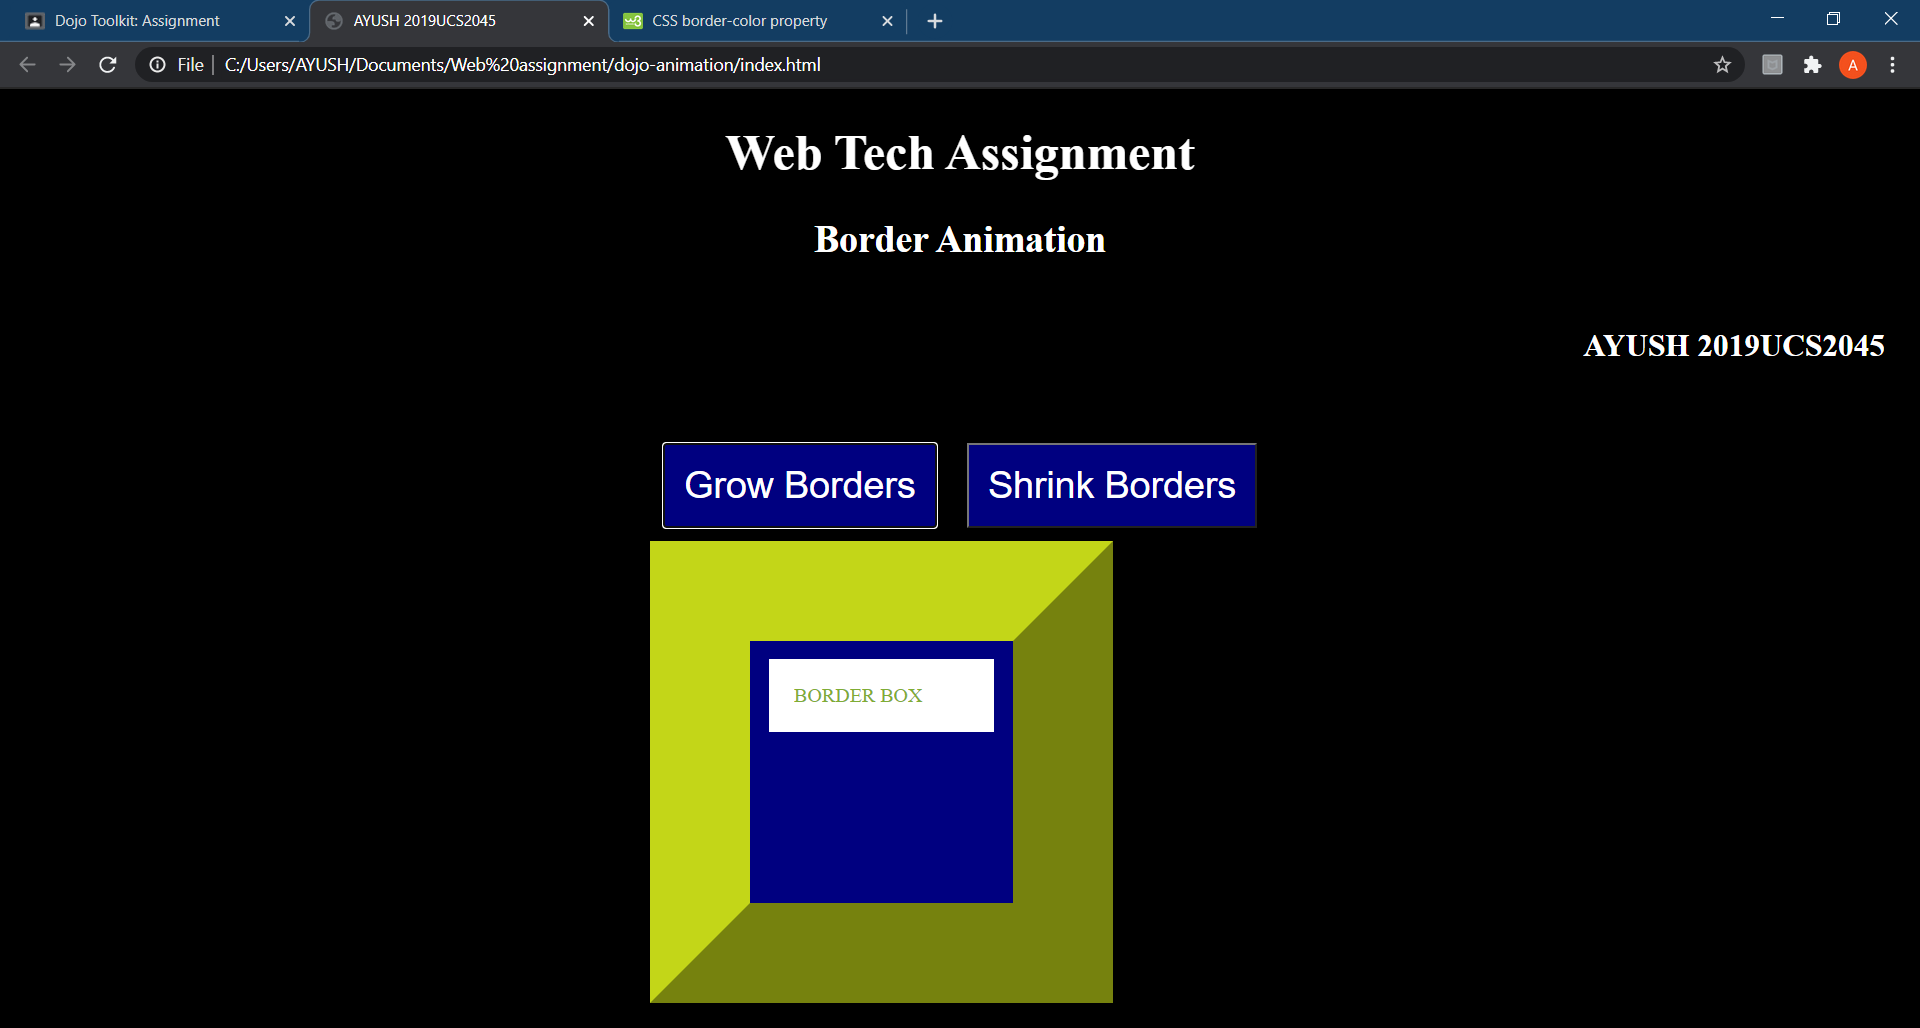 Dojo Toolkit: Assignment
AYUSH 2019UCS2045
CSS border-color property
File
C:/Users/AYUSH/Documents/Web%20assignment/dojo-animation/index.html
A
Web Tech Assignment
Border Animation
AYUSH 2019UCS2045
Grow Borders
Shrink Borders
BORDER BOX